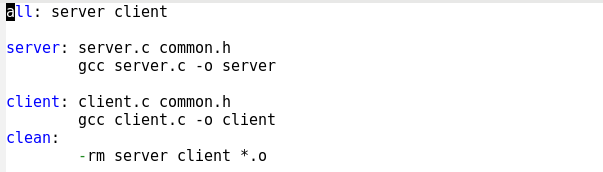 all: server client

server: server.c common.h
        gcc server.c -o server

client: client.c common.h
        gcc client.c -o client
clean:
        -rm server client *.o